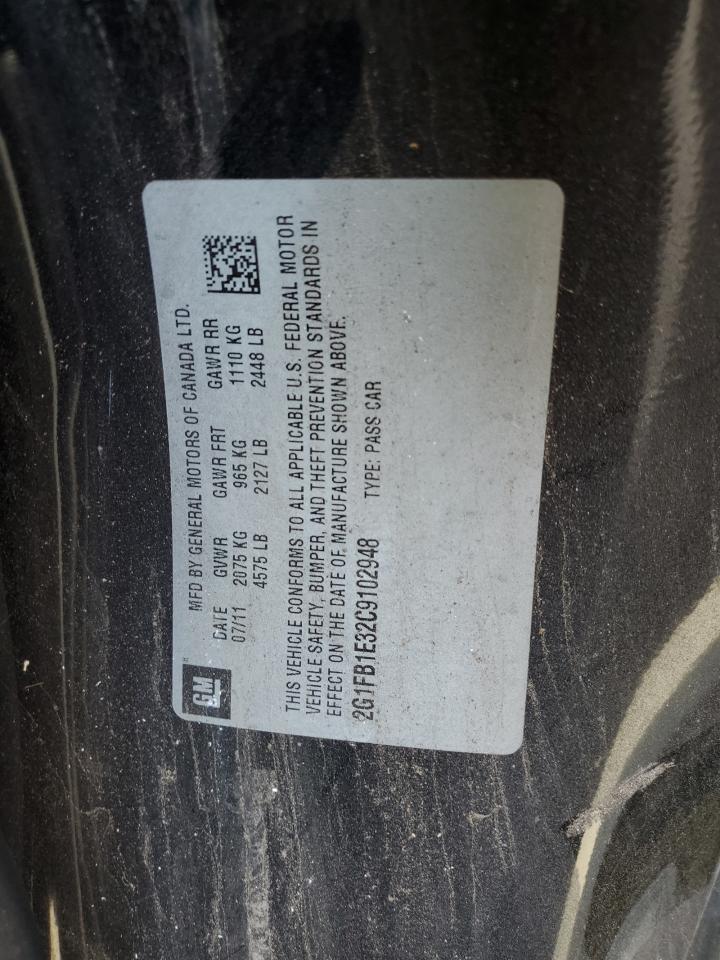 GM
MFD BY GENERAL MOTORS OF CANADA LTD.
DATE GVWR GAWR FRT GAWR RR
07/11 2075 KG 965 KG 1110 KG
4575 LB 2127 LB 2448 LB
THIS VEHICLE CONFORMS TO ALL APPLICABLE U.S. FEDERAL MOTOR
VEHICLE SAFETY, BUMPER, AND THEFT PREVENTION STANDARDS IN
EFFECT ON THE DATE OF MANUFACTURE SHOWN ABOVE.
2G1FB1E32C9102948 TYPE: PASS CAR